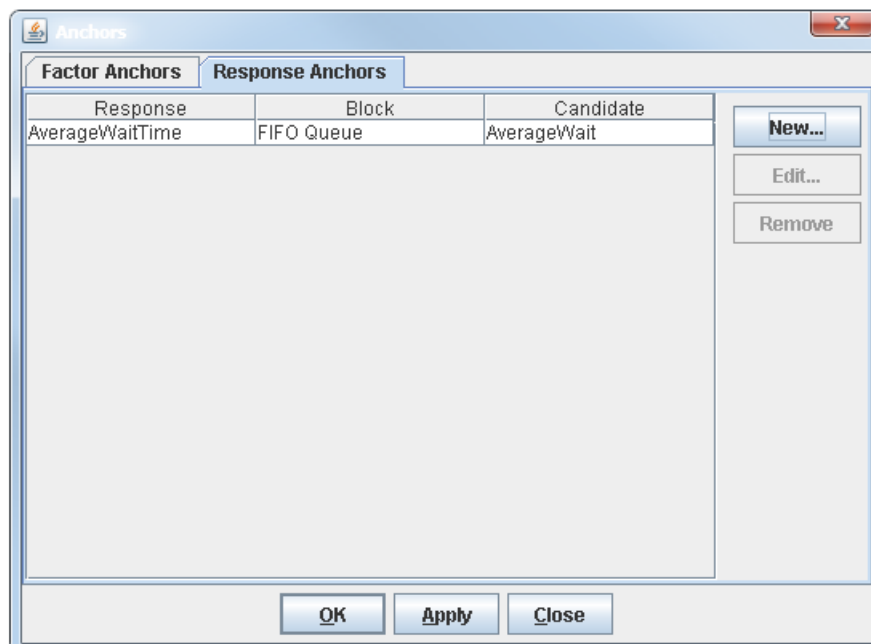 Anchors
Factor Anchors Response Anchors
Response Block Candidate
AverageWaitTime FIFO Queue AverageWait
New...
Edit...
Remove
OK Apply Close